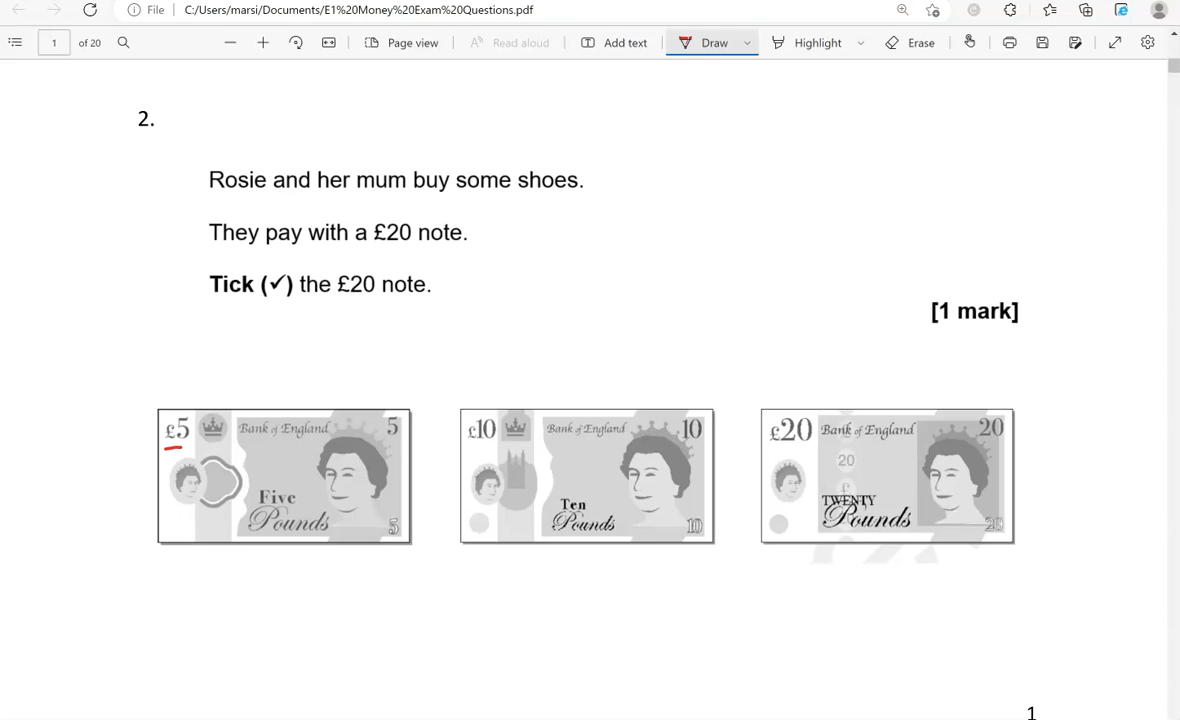 File C:/Users/marsi/Documents/E1%20Money%20Exam%20Questions.pdf
1 of 20 Page view Read aloud Add text Draw Highlight Erase
2.
Rosie and her mum buy some shoes.
They pay with a £20 note.
Tick (✓) the £20 note.
[1 mark]
£5 Bank of England 5
Five
Pounds 5
£10 Bank of England 10
Ten
Pounds 10
£20 Bank of England 20
20
£
TWENTY
Pounds 20
1